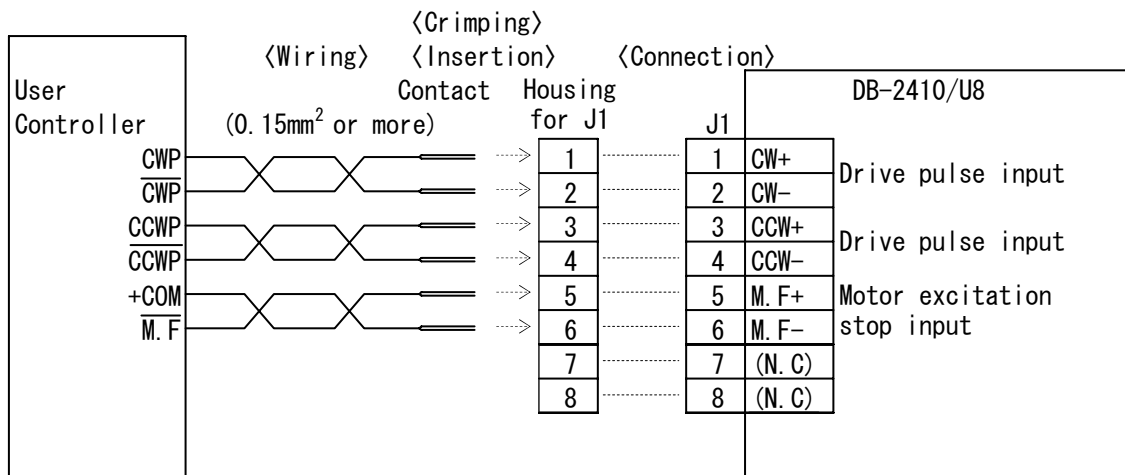 〈Crimping〉
〈Wiring〉 〈Insertion〉 〈Connection〉
User Contact Housing DB-2410/U8
Controller (0.15mm² or more) for J1 J1
CWP 1 1 CW+ Drive pulse input
C̅W̅P̅ 2 2 CW-
CCWP 3 3 CCW+ Drive pulse input
C̅C̅W̅P̅ 4 4 CCW-
+COM 5 5 M.F+ Motor excitation
M̅.̅F̅ 6 6 M.F- stop input
7 7 (N.C)
8 8 (N.C)